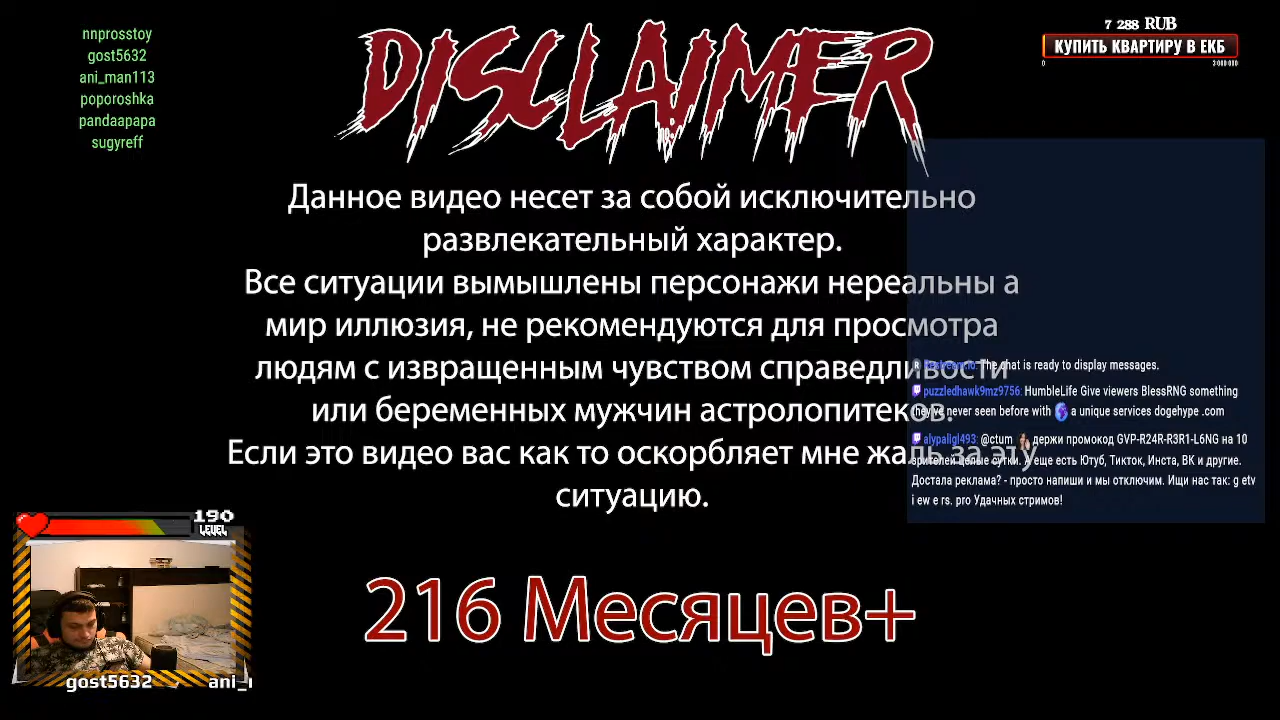 nnprosstoy
gost5632
ani_man113
poporoshka
pandaapapa
sugyreff
DISCLAIMER
7 288 RUB
КУПИТЬ КВАРТИРУ В ЕКБ
0
Данное видео несет за собой исключительно
развлекательный характер.
Все ситуации вымышлены персонажи нереальны а
мир иллюзия, не рекомендуются для просмотра
людям с извращенным чувством справедливости
или беременных мужчин астролопитеков.
Если это видео вас как то оскорбляет мне жаль за эту
ситуацию.
216 Месяцев+
The chat is ready to display messages.
puzzledhawk9mz9756: HumbleLife Give viewers BlessRNG something
they've never seen before with a unique services dogehype .com
alypaligl493: @ctum держи промокод GVP-R24R-R3R1-L6NG на 10
зрителей целые сутки. А еще есть Ютуб, Тикток, Инста, ВК и другие.
Достала реклама? - просто напиши и мы отключим. Ищи нас так: g etv
i ew e rs. pro Удачных стримов!
190
LEVEL
gost5632
ani_